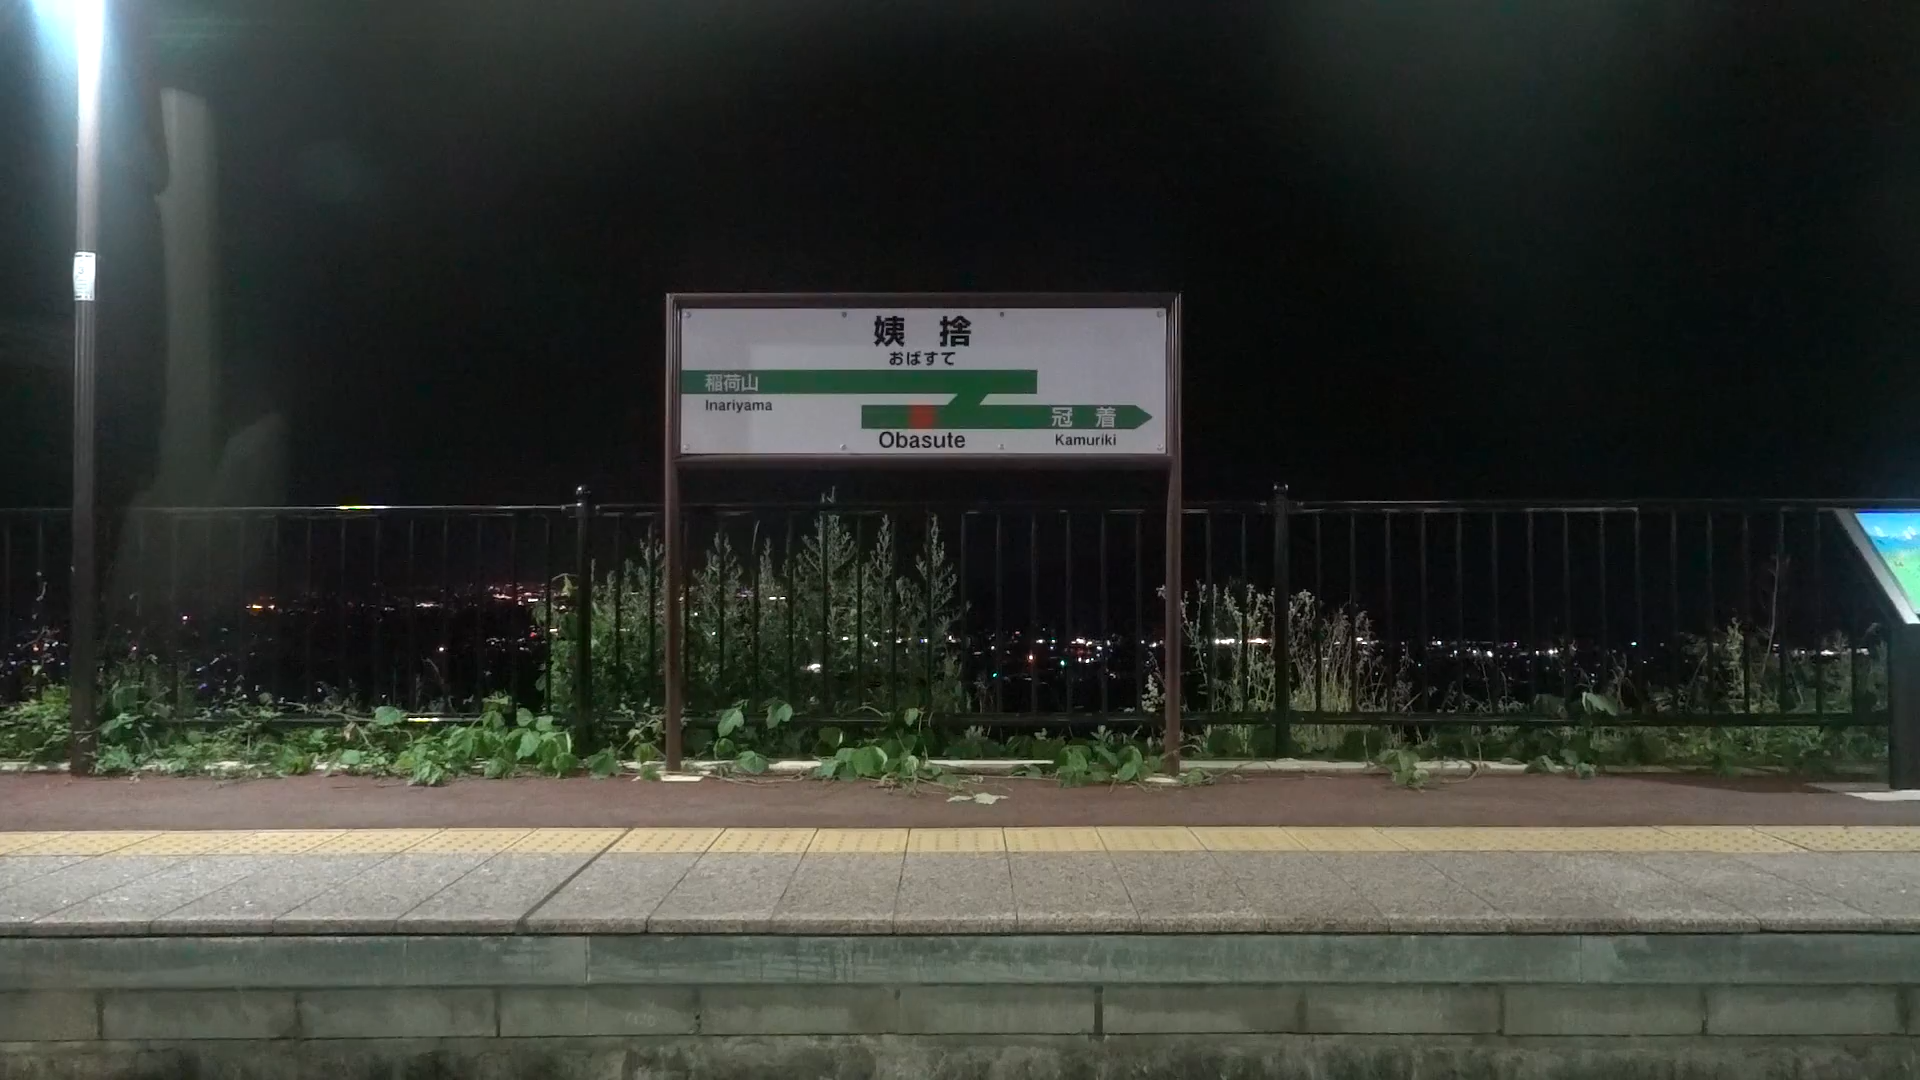 姨 捨
おばすて
稲荷山
Inariyama
冠 着
Obasute
Kamuriki